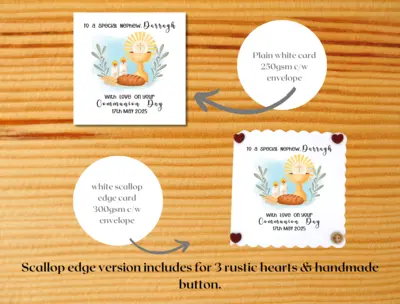 To a Special Nephew, Darragh
With Love on your
Communion Day
17th May 2025
Plain white card
250gsm c/w
envelope
To a Special Nephew, Darragh
With Love on your
Communion Day
17th May 2025
white scallop
edge card
300gsm c/w
envelope
Scallop edge version includes for 3 rustic hearts & handmade
button.